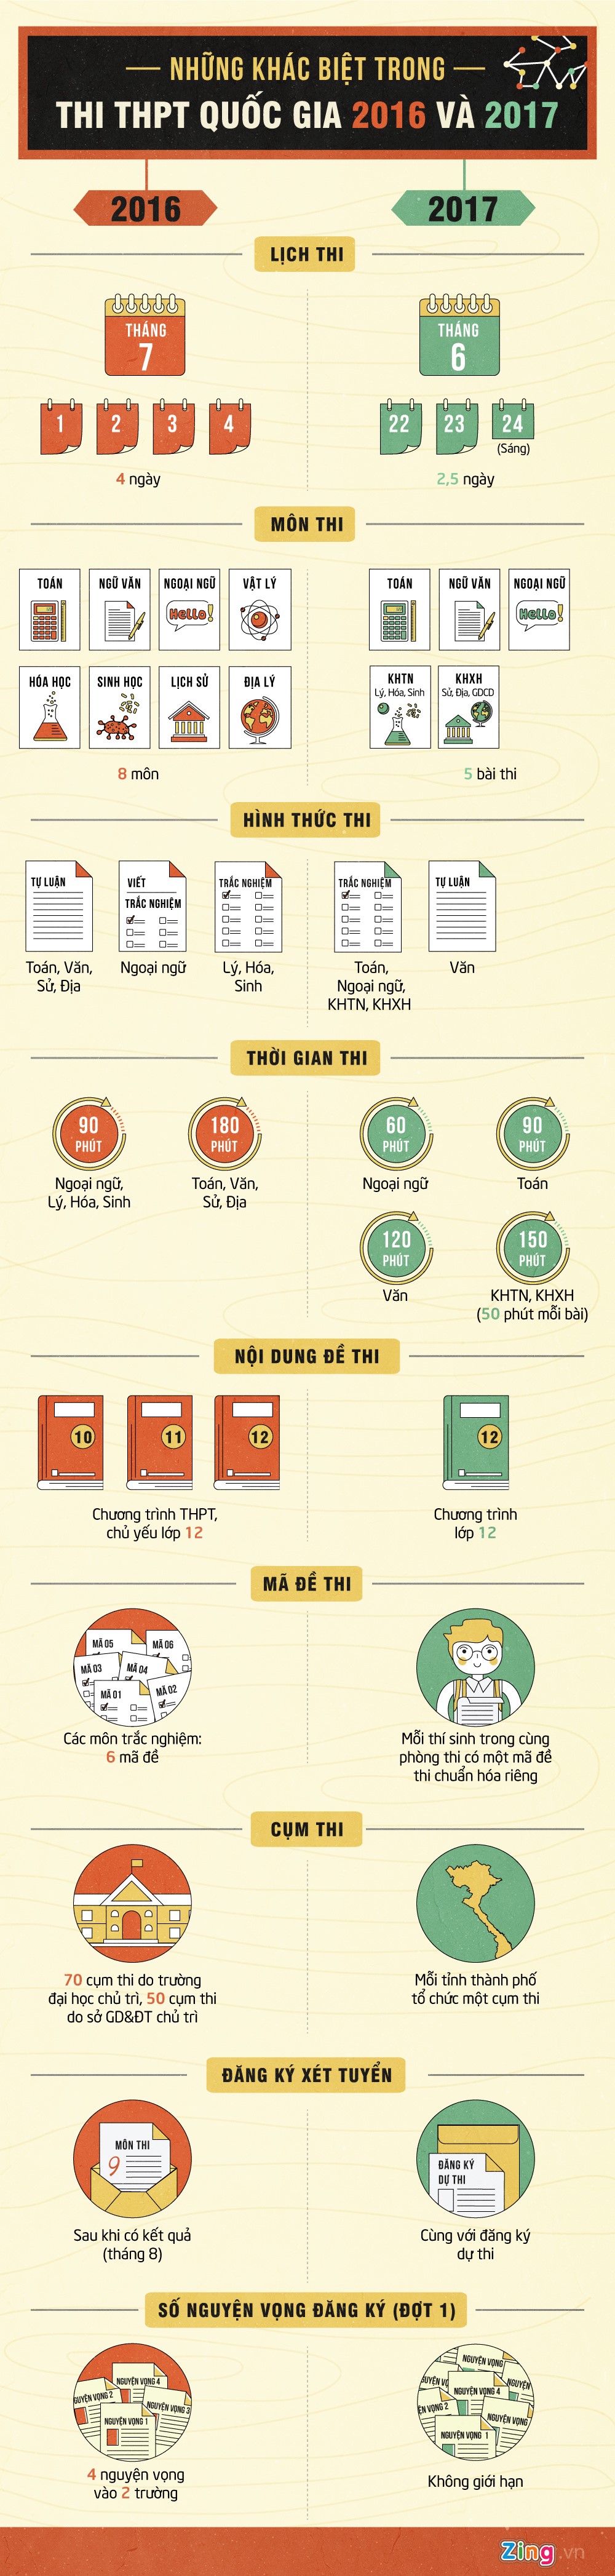 NHỮNG KHÁC BIỆT TRONG
THI THPT QUỐC GIA 2016 VÀ 2017
2016
2017
LỊCH THI
THÁNG
7
1 2 3 4
4 ngày
THÁNG
6
22 23 24
(Sáng)
2,5 ngày
MÔN THI
TOÁN NGỮ VĂN NGOẠI NGỮ VẬT LÝ
Hello!
HÓA HỌC SINH HỌC LỊCH SỬ ĐỊA LÝ
8 môn
TOÁN NGỮ VĂN NGOẠI NGỮ
Hello!
KHTN
Lý, Hóa, Sinh
KHXH
Sử, Địa, GDCD
5 bài thi
HÌNH THỨC THI
TỰ LUẬN
Toán, Văn,
Sử, Địa
VIẾT
TRẮC NGHIỆM
Ngoại ngữ
TRẮC NGHIỆM
Lý, Hóa,
Sinh
TRẮC NGHIỆM
Toán,
Ngoại ngữ,
KHTN, KHXH
TỰ LUẬN
Văn
THỜI GIAN THI
90
PHÚT
Ngoại ngữ,
Lý, Hóa, Sinh
180
PHÚT
Toán, Văn,
Sử, Địa
60
PHÚT
Ngoại ngữ
90
PHÚT
Toán
120
PHÚT
Văn
150
PHÚT
KHTN, KHXH
(50 phút mỗi bài)
NỘI DUNG ĐỀ THI
10 11 12
Chương trình THPT,
chủ yếu lớp 12
12
Chương trình
lớp 12
MÃ ĐỀ THI
MÃ 05 MÃ 06
MÃ 03 MÃ 04
MÃ 01 MÃ 02
Các môn trắc nghiệm:
6 mã đề
Mỗi thí sinh trong cùng
phòng thi có một mã đề
thi chuẩn hóa riêng
CỤM THI
70 cụm thi do trường
đại học chủ trì, 50 cụm thi
do sở GD&ĐT chủ trì
Mỗi tỉnh thành phố
tổ chức một cụm thi
ĐĂNG KÝ XÉT TUYỂN
MÔN THI
9
Sau khi có kết quả
(tháng 8)
ĐĂNG KÝ
DỰ THI
Cùng với đăng ký
dự thi
SỐ NGUYỆN VỌNG ĐĂNG KÝ (ĐỢT 1)
NGUYỆN VỌNG 4
GUYỆN VỌNG 2
NGUYỆN VỌNG 3
NGUYỆN VỌNG 1
4 nguyện vọng
vào 2 trường
NGUYỆN VỌNG
NGUYỆN VỌNG 4
NGUYỆN VỌNG
NGUYỆN VỌNG 1
Không giới hạn
Zing.vn